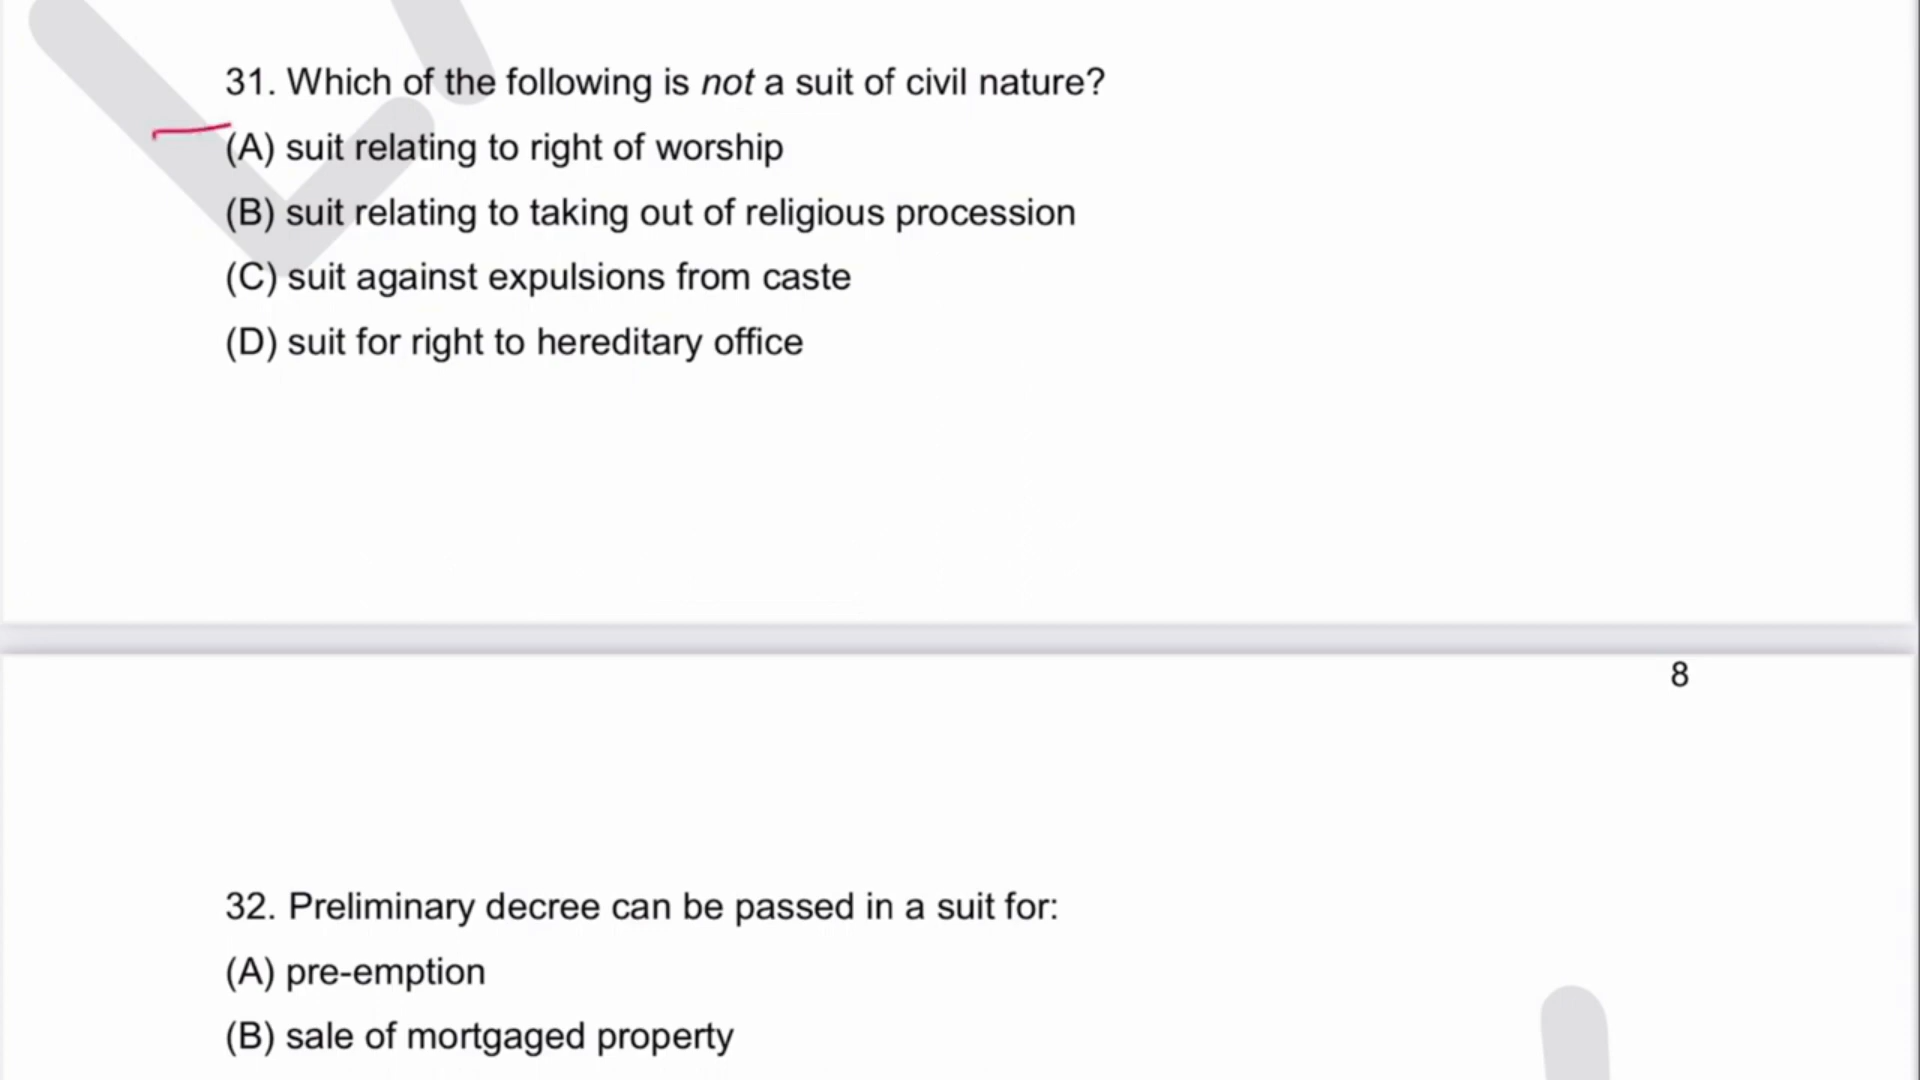 31. Which of the following is not a suit of civil nature?
(A) suit relating to right of worship
(B) suit relating to taking out of religious procession
(C) suit against expulsions from caste
(D) suit for right to hereditary office
8
32. Preliminary decree can be passed in a suit for:
(A) pre-emption
(B) sale of mortgaged property